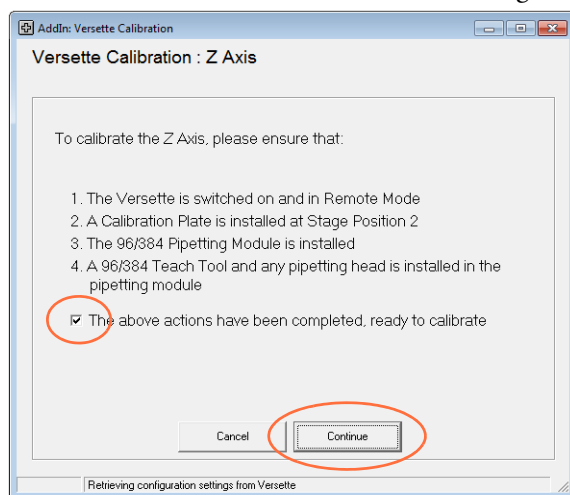 AddIn: Versette Calibration
Versette Calibration : Z Axis
To calibrate the Z Axis, please ensure that:
1. The Versette is switched on and in Remote Mode
2. A Calibration Plate is installed at Stage Position 2
3. The 96/384 Pipetting Module is installed
4. A 96/384 Teach Tool and any pipetting head is installed in the
pipetting module
The above actions have been completed, ready to calibrate
Cancel
Continue
Retrieving configuration settings from Versette